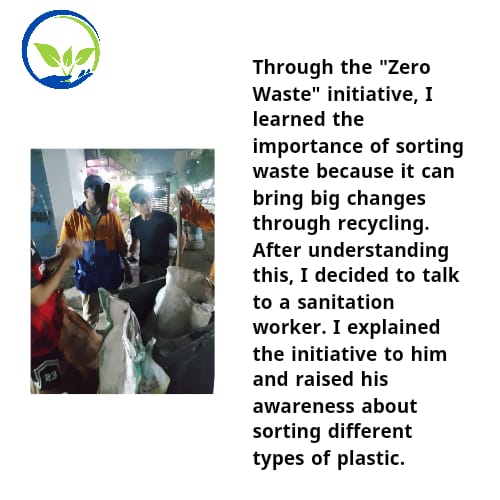 Through the "Zero
Waste" initiative, I
learned the
importance of sorting
waste because it can
bring big changes
through recycling.
After understanding
this, I decided to talk
to a sanitation
worker. I explained
the initiative to him
and raised his
awareness about
sorting different
types of plastic.